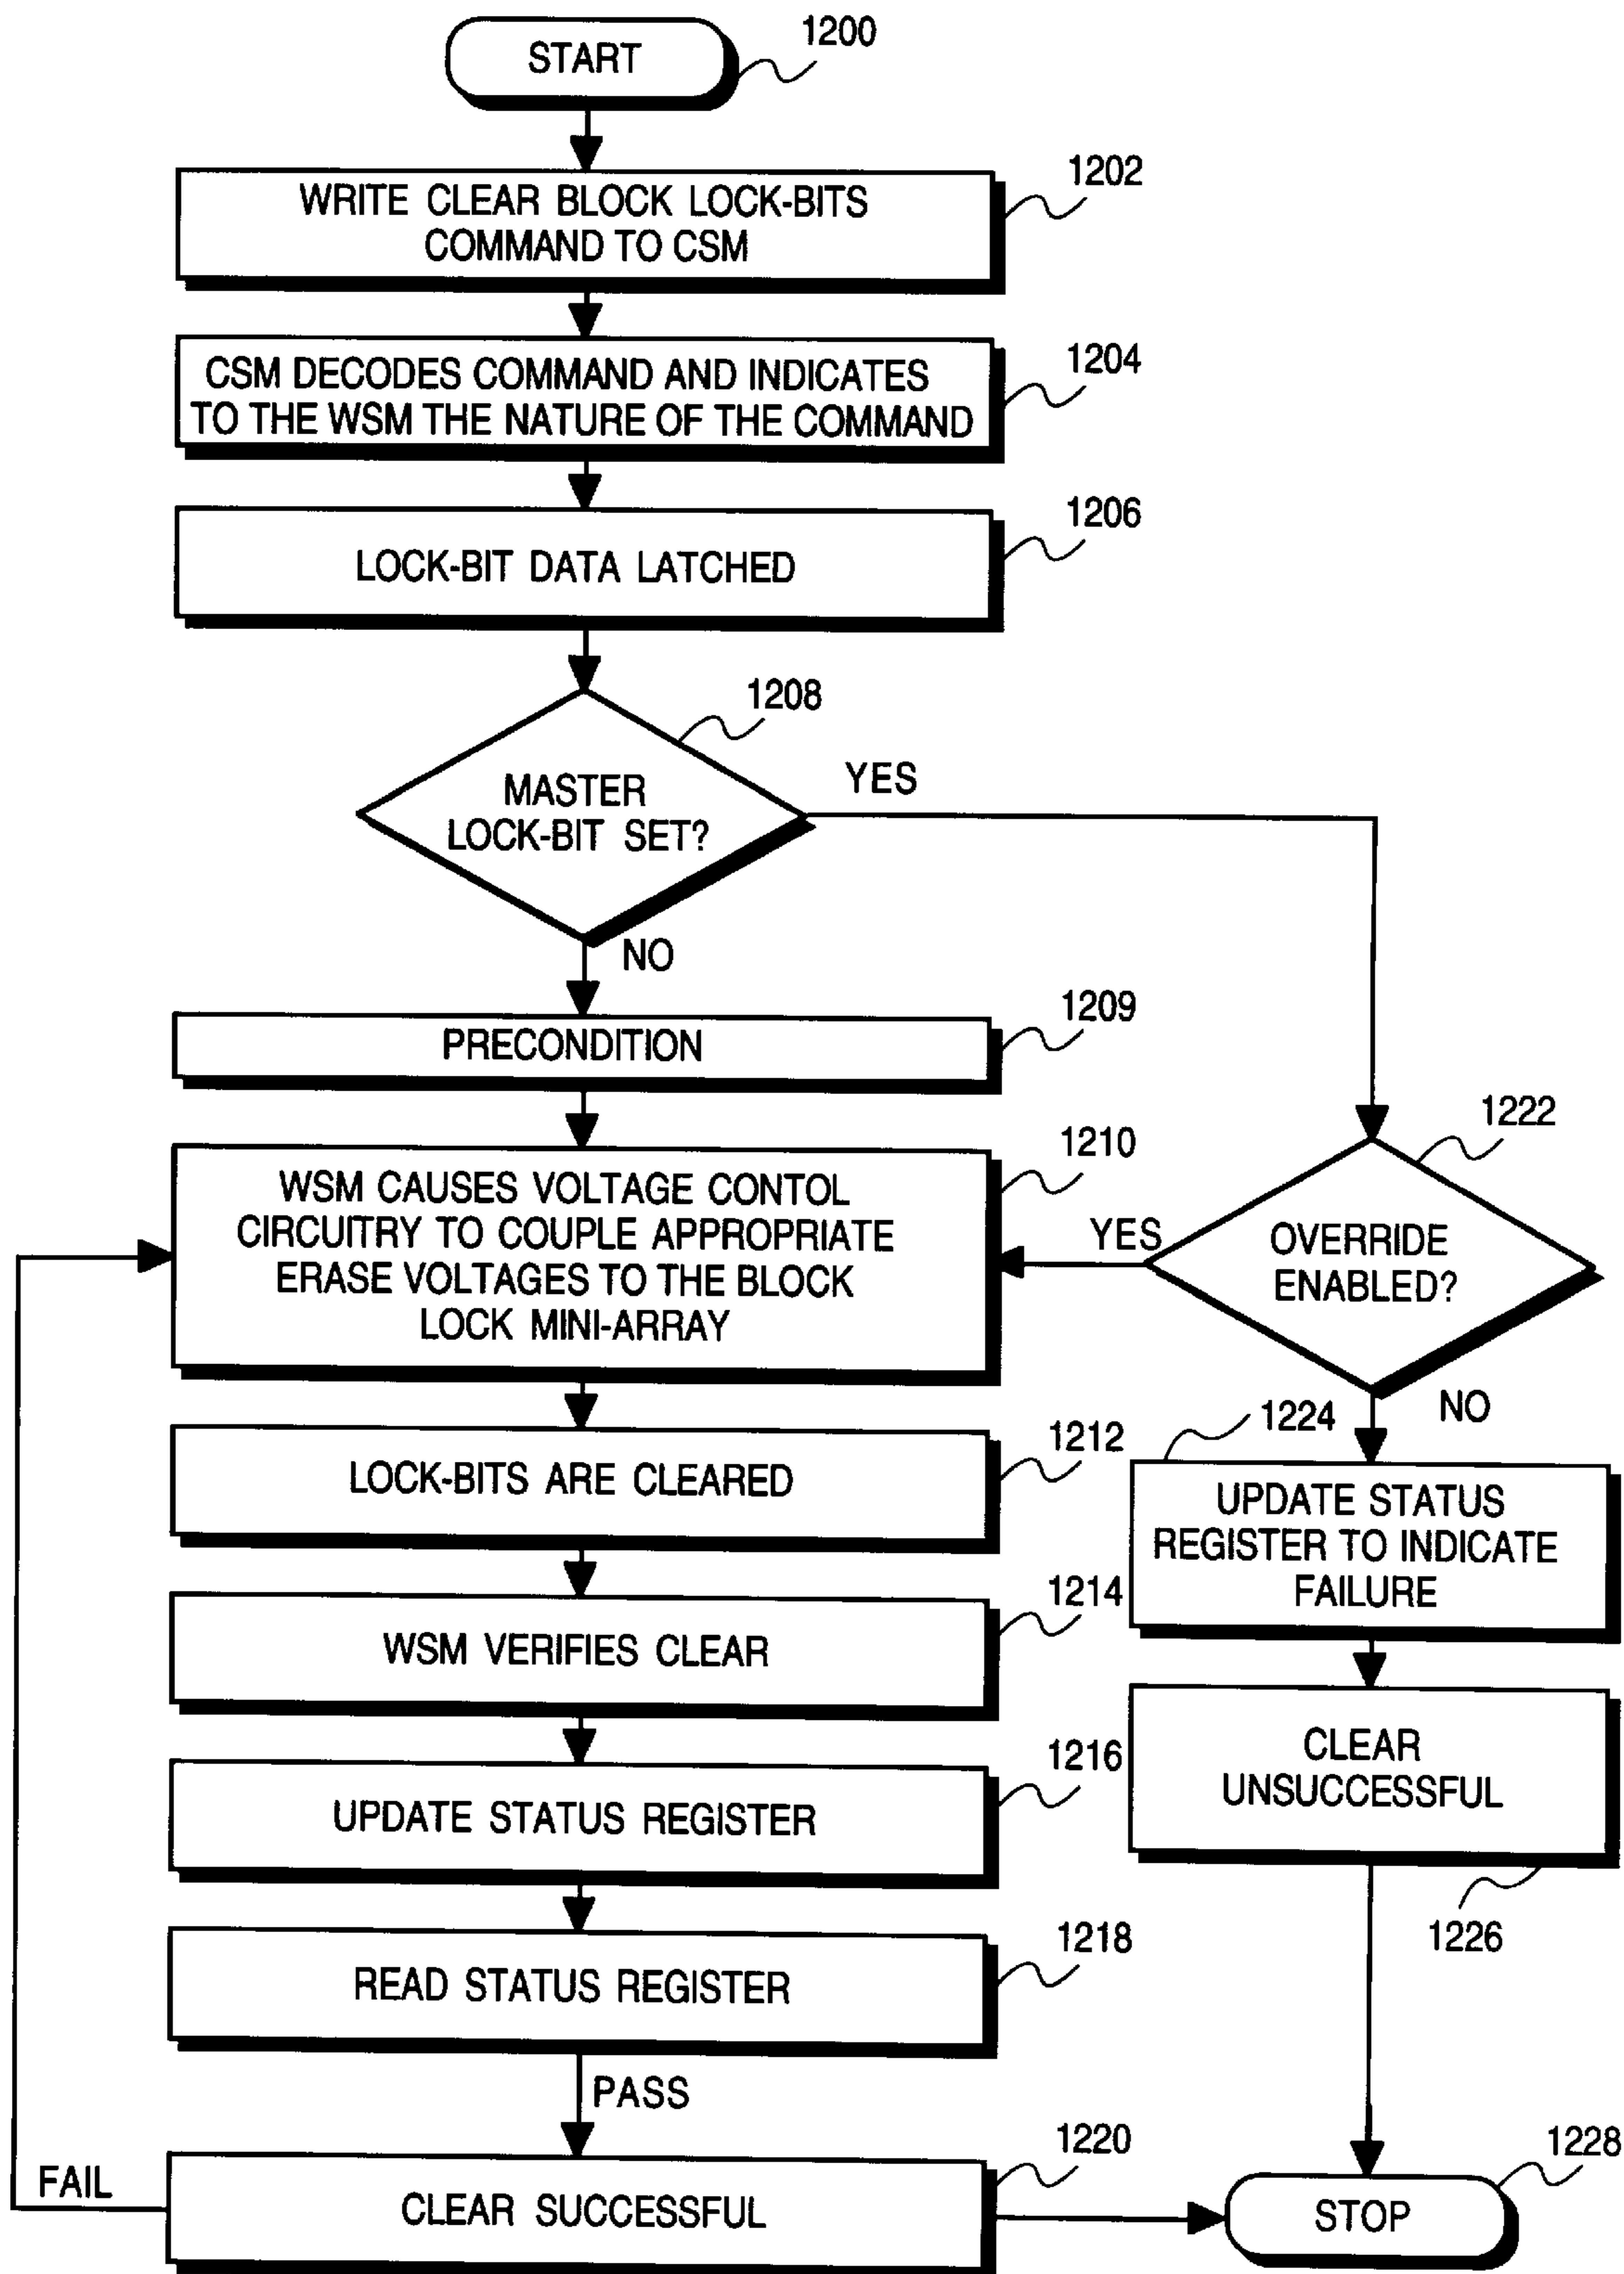 START
1200
WRITE CLEAR BLOCK LOCK-BITS
COMMAND TO CSM
1202
CSM DECODES COMMAND AND INDICATES
TO THE WSM THE NATURE OF THE COMMAND
1204
LOCK-BIT DATA LATCHED
1206
MASTER
LOCK-BIT SET?
1208
YES
NO
PRECONDITION
1209
WSM CAUSES VOLTAGE CONTOL
CIRCUITRY TO COUPLE APPROPRIATE
ERASE VOLTAGES TO THE BLOCK
LOCK MINI-ARRAY
1210
YES
OVERRIDE
ENABLED?
1222
NO
LOCK-BITS ARE CLEARED
1212
1224
UPDATE STATUS
REGISTER TO INDICATE
FAILURE
WSM VERIFIES CLEAR
1214
CLEAR
UNSUCCESSFUL
1226
UPDATE STATUS REGISTER
1216
READ STATUS REGISTER
1218
PASS
FAIL
CLEAR SUCCESSFUL
1220
STOP
1228